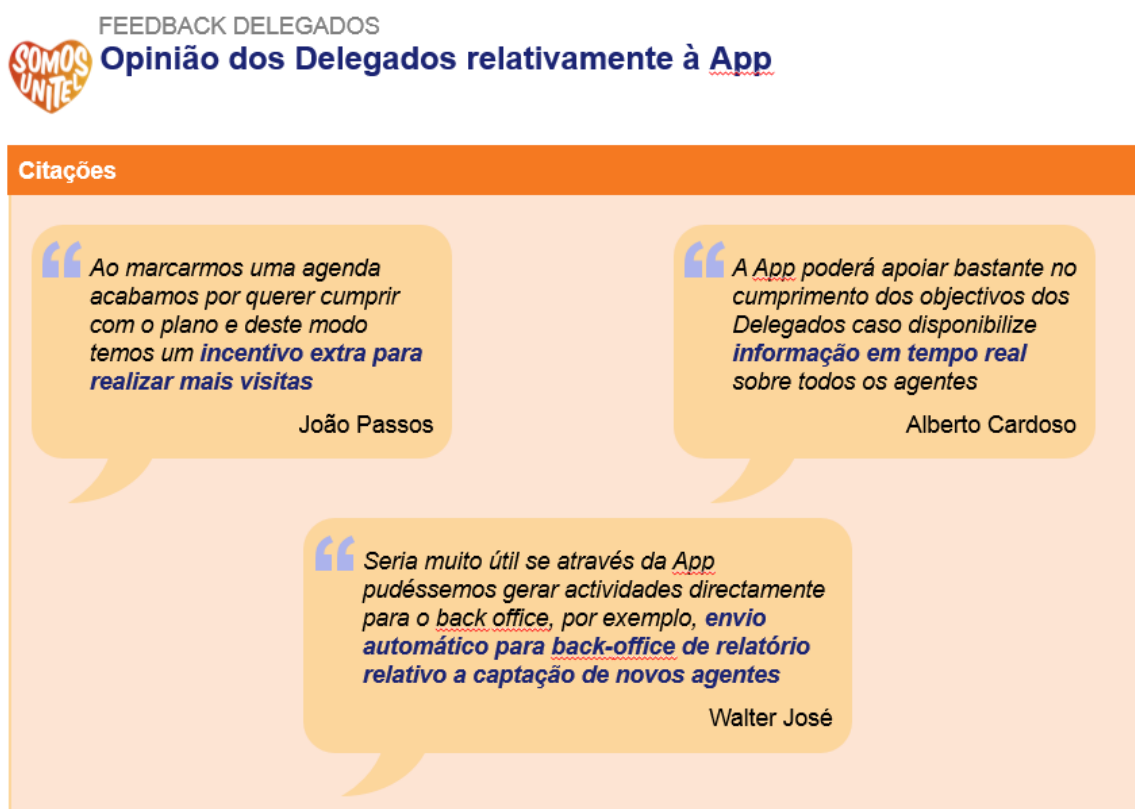 FEEDBACK DELEGADOS
SOMOS
UNITEL
Opinião dos Delegados relativamente à App
Citações
Ao marcarmos uma agenda
acabamos por querer cumprir
com o plano e deste modo
temos um incentivo extra para
realizar mais visitas
João Passos
A App poderá apoiar bastante no
cumprimento dos objectivos dos
Delegados caso disponibilize
informação em tempo real
sobre todos os agentes
Alberto Cardoso
Seria muito útil se através da App
pudéssemos gerar actividades directamente
para o back office, por exemplo, envio
automático para back-office de relatório
relativo a captação de novos agentes
Walter José